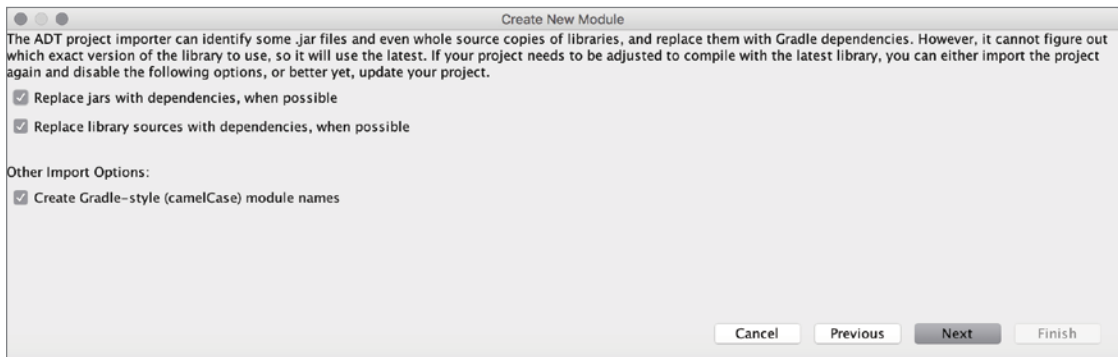 Create New Module
The ADT project importer can identify some .jar files and even whole source copies of libraries, and replace them with Gradle dependencies. However, it cannot figure out
which exact version of the library to use, so it will use the latest. If your project needs to be adjusted to compile with the latest library, you can either import the project
again and disable the following options, or better yet, update your project.
Replace jars with dependencies, when possible
Replace library sources with dependencies, when possible
Other Import Options:
Create Gradle-style (camelCase) module names
Cancel Previous Next Finish